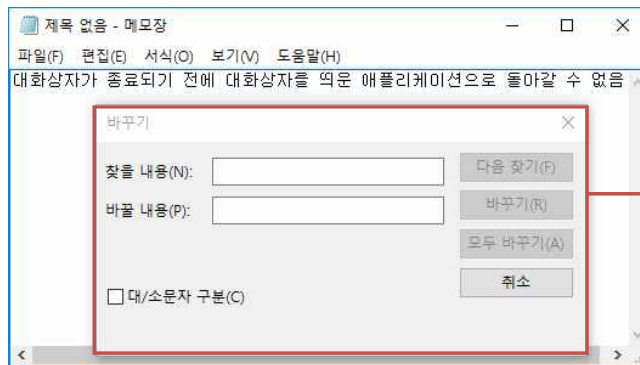 제목 없음 - 메모장
파일(F) 편집(E) 서식(O) 보기(V) 도움말(H)
대화상자가 종료되기 전에 대화상자를 띄운 애플리케이션으로 돌아갈 수 없음
바꾸기
찾을 내용(N):
다음 찾기(F)
바꿀 내용(P):
바꾸기(R)
모두 바꾸기(A)
취소
대/소문자 구분(C)